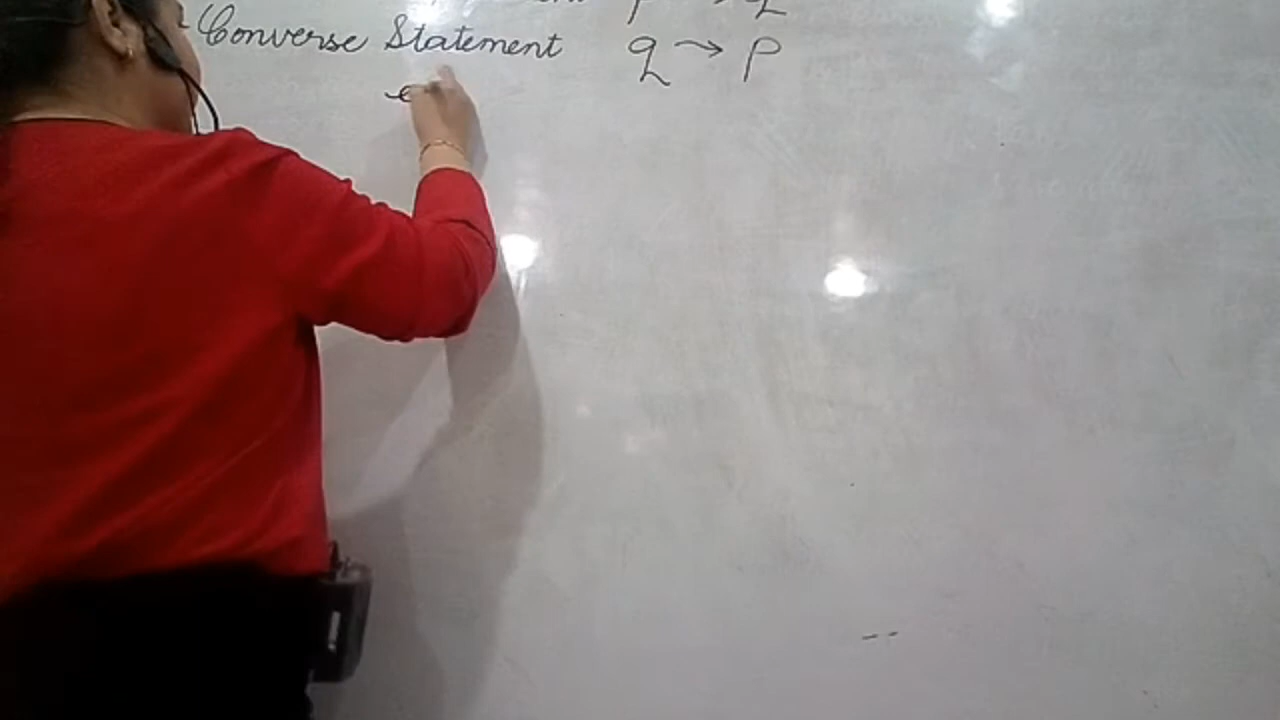 p → q
Converse Statement q → p